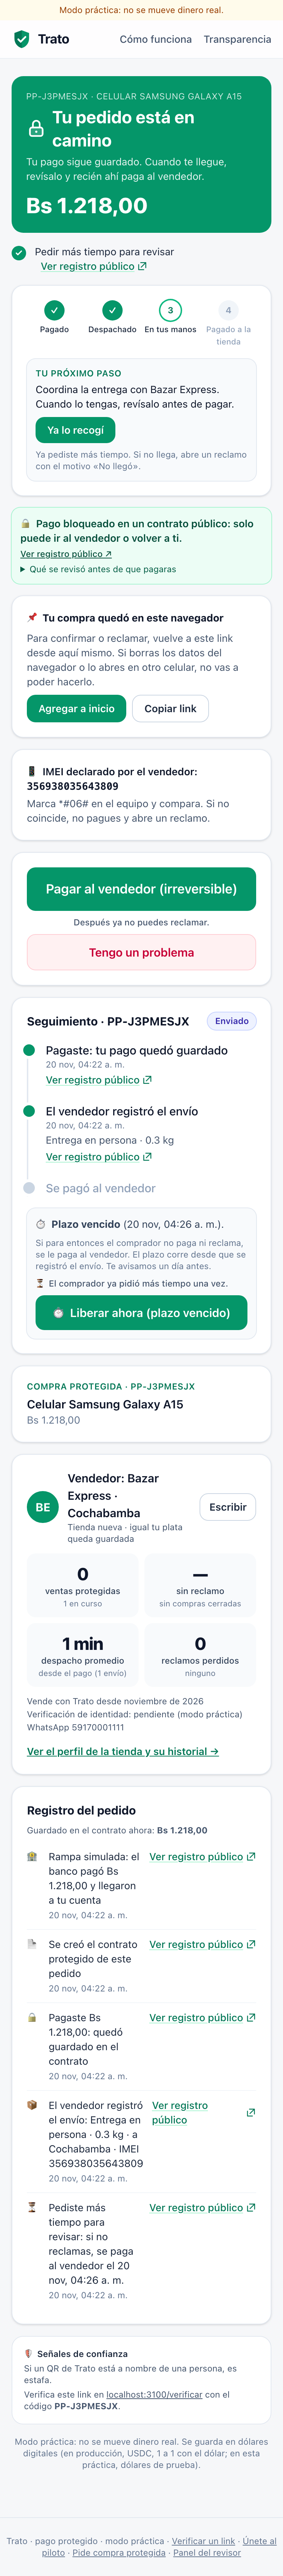 Modo práctica: no se mueve dinero real.
Trato
Cómo funciona
Transparencia
PP-J3PMESJX · CELULAR SAMSUNG GALAXY A15
Tu pedido está en
camino
Tu pago sigue guardado. Cuando te llegue,
revísalo y recién ahí paga al vendedor.
Bs 1.218,00
Pedir más tiempo para revisar
Ver registro público
3
4
Pagado
Despachado
En tus manos
Pagado a la
tienda
TU PRÓXIMO PASO
Coordina la entrega con Bazar Express.
Cuando lo tengas, revísalo antes de pagar.
Ya lo recogí
Ya pediste más tiempo. Si no llega, abre un reclamo
con el motivo «No llegó».
Pago bloqueado en un contrato público: solo
puede ir al vendedor o volver a ti.
Ver registro público ↗
▶ Qué se revisó antes de que pagaras
Tu compra quedó en este navegador
Para confirmar o reclamar, vuelve a este link
desde aquí mismo. Si borras los datos del
navegador o lo abres en otro celular, no vas a
poder hacerlo.
Agregar a inicio
Copiar link
IMEI declarado por el vendedor:
356938035643809
Marca *#06# en el equipo y compara. Si no
coincide, no pagues y abre un reclamo.
Pagar al vendedor (irreversible)
Después ya no puedes reclamar.
Tengo un problema
Seguimiento · PP-J3PMESJX
Enviado
Pagaste: tu pago quedó guardado
20 nov, 04:22 a. m.
Ver registro público
El vendedor registró el envío
20 nov, 04:22 a. m.
Entrega en persona · 0.3 kg
Ver registro público
Se pagó al vendedor
Plazo vencido (20 nov, 04:26 a. m.).
Si para entonces el comprador no paga ni reclama,
se le paga al vendedor. El plazo corre desde que se
registró el envío. Te avisamos un día antes.
El comprador ya pidió más tiempo una vez.
Liberar ahora (plazo vencido)
COMPRA PROTEGIDA · PP-J3PMESJX
Celular Samsung Galaxy A15
Bs 1.218,00
BE
Vendedor: Bazar
Express ·
Cochabamba
Tienda nueva · igual tu plata
queda guardada
Escribir
0
ventas protegidas
1 en curso
—
sin reclamo
sin compras cerradas
1 min
despacho promedio
desde el pago (1 envío)
0
reclamos perdidos
ninguno
Vende con Trato desde noviembre de 2026
Verificación de identidad: pendiente (modo práctica)
WhatsApp 59170001111
Ver el perfil de la tienda y su historial →
Registro del pedido
Guardado en el contrato ahora: Bs 1.218,00
Rampa simulada: el
banco pagó Bs
1.218,00 y llegaron
a tu cuenta
20 nov, 04:22 a. m.
Ver registro público
Se creó el contrato
protegido de este
pedido
20 nov, 04:22 a. m.
Ver registro público
Pagaste Bs
1.218,00: quedó
guardado en el
contrato
20 nov, 04:22 a. m.
Ver registro público
El vendedor registró
el envío: Entrega en
persona · 0.3 kg · a
Cochabamba · IMEI
356938035643809
20 nov, 04:22 a. m.
Ver registro
público
Pediste más
tiempo para
revisar: si no
reclamas, se paga
al vendedor el 20
nov, 04:26 a. m.
20 nov, 04:22 a. m.
Ver registro público
Señales de confianza
Si un QR de Trato está a nombre de una persona, es
estafa.
Verifica este link en localhost:3100/verificar con el
código PP-J3PMESJX.
Modo práctica: no se mueve dinero real. Se guarda en dólares
digitales (en producción, USDC, 1 a 1 con el dólar; en esta
práctica, dólares de prueba).
Trato · pago protegido · modo práctica · Verificar un link · Únete al
piloto · Pide compra protegida · Panel del revisor